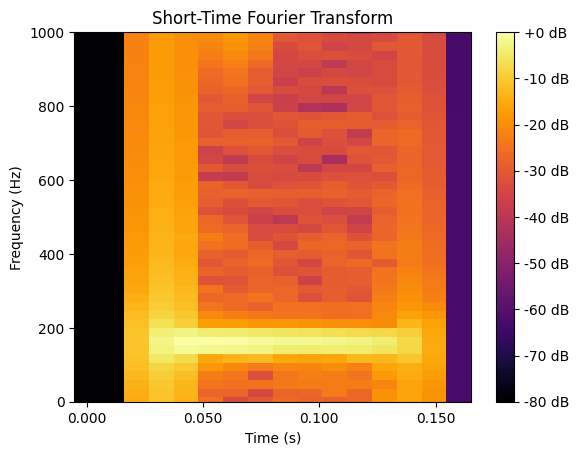 Short-Time Fourier Transform
1000
800
600
400
200
0
Frequency (Hz)
0.000
0.050
0.100
0.150
Time (s)
+0 dB
-10 dB
-20 dB
-30 dB
-40 dB
-50 dB
-60 dB
-70 dB
-80 dB